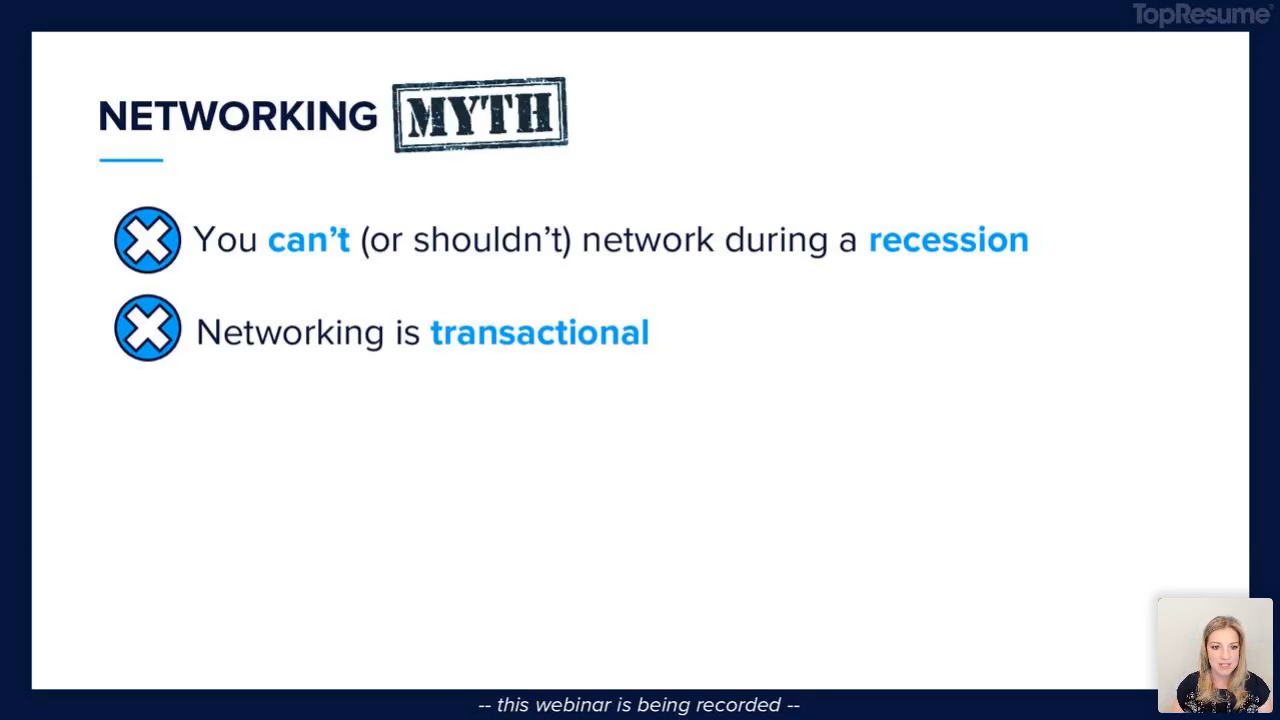 TopResume
NETWORKING MYTH
You can't (or shouldn't) network during a recession
Networking is transactional
-- this webinar is being recorded --